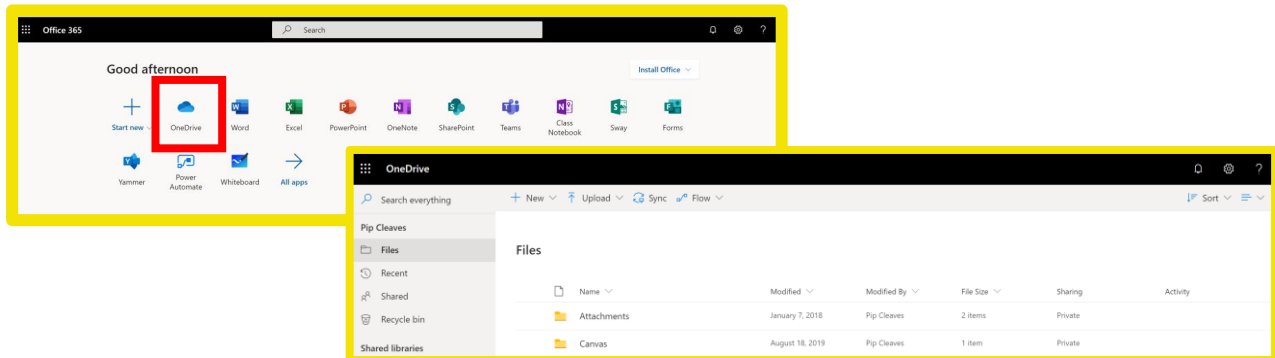 Office 365
Search
Good afternoon
Install Office
Start new
OneDrive
Word
Excel
PowerPoint
OneNote
SharePoint
Teams
Class
Notebook
Sway
Forms
Yammer
Power
Automate
Whiteboard
All apps
OneDrive
Search everything
New Upload Sync Flow Sort
Pip Cleaves
Files
Recent
Shared
Recycle bin
Shared libraries
Files
Name Modified Modified By File Size Sharing Activity
Attachments January 7, 2018 Pip Cleaves 2 items Private
Canvas August 18, 2019 Pip Cleaves 1 item Private